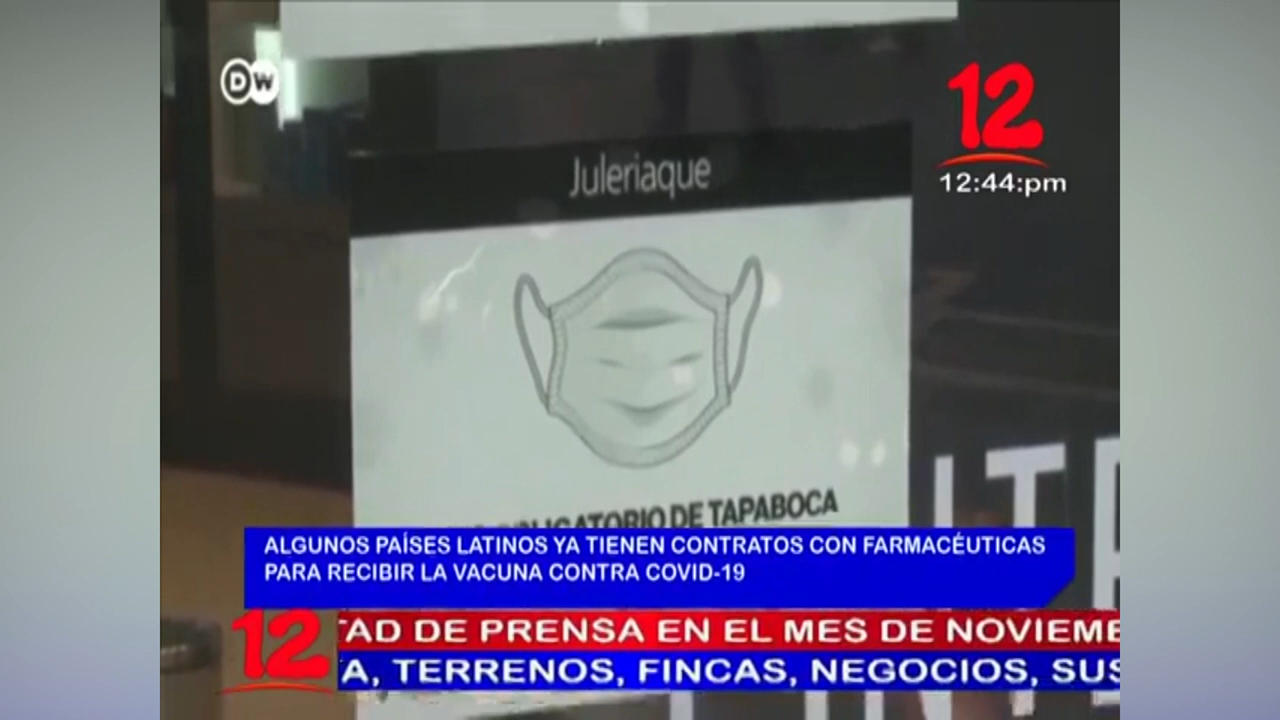 DW
12
12:44:pm
Juleriaque
OBLIGATORIO DE TAPABOCA
ALGUNOS PAÍSES LATINOS YA TIENEN CONTRATOS CON FARMACÉUTICAS
PARA RECIBIR LA VACUNA CONTRA COVID-19
12
TAD DE PRENSA EN EL MES DE NOVIEMB
A, TERRENOS, FINCAS, NEGOCIOS, SUS